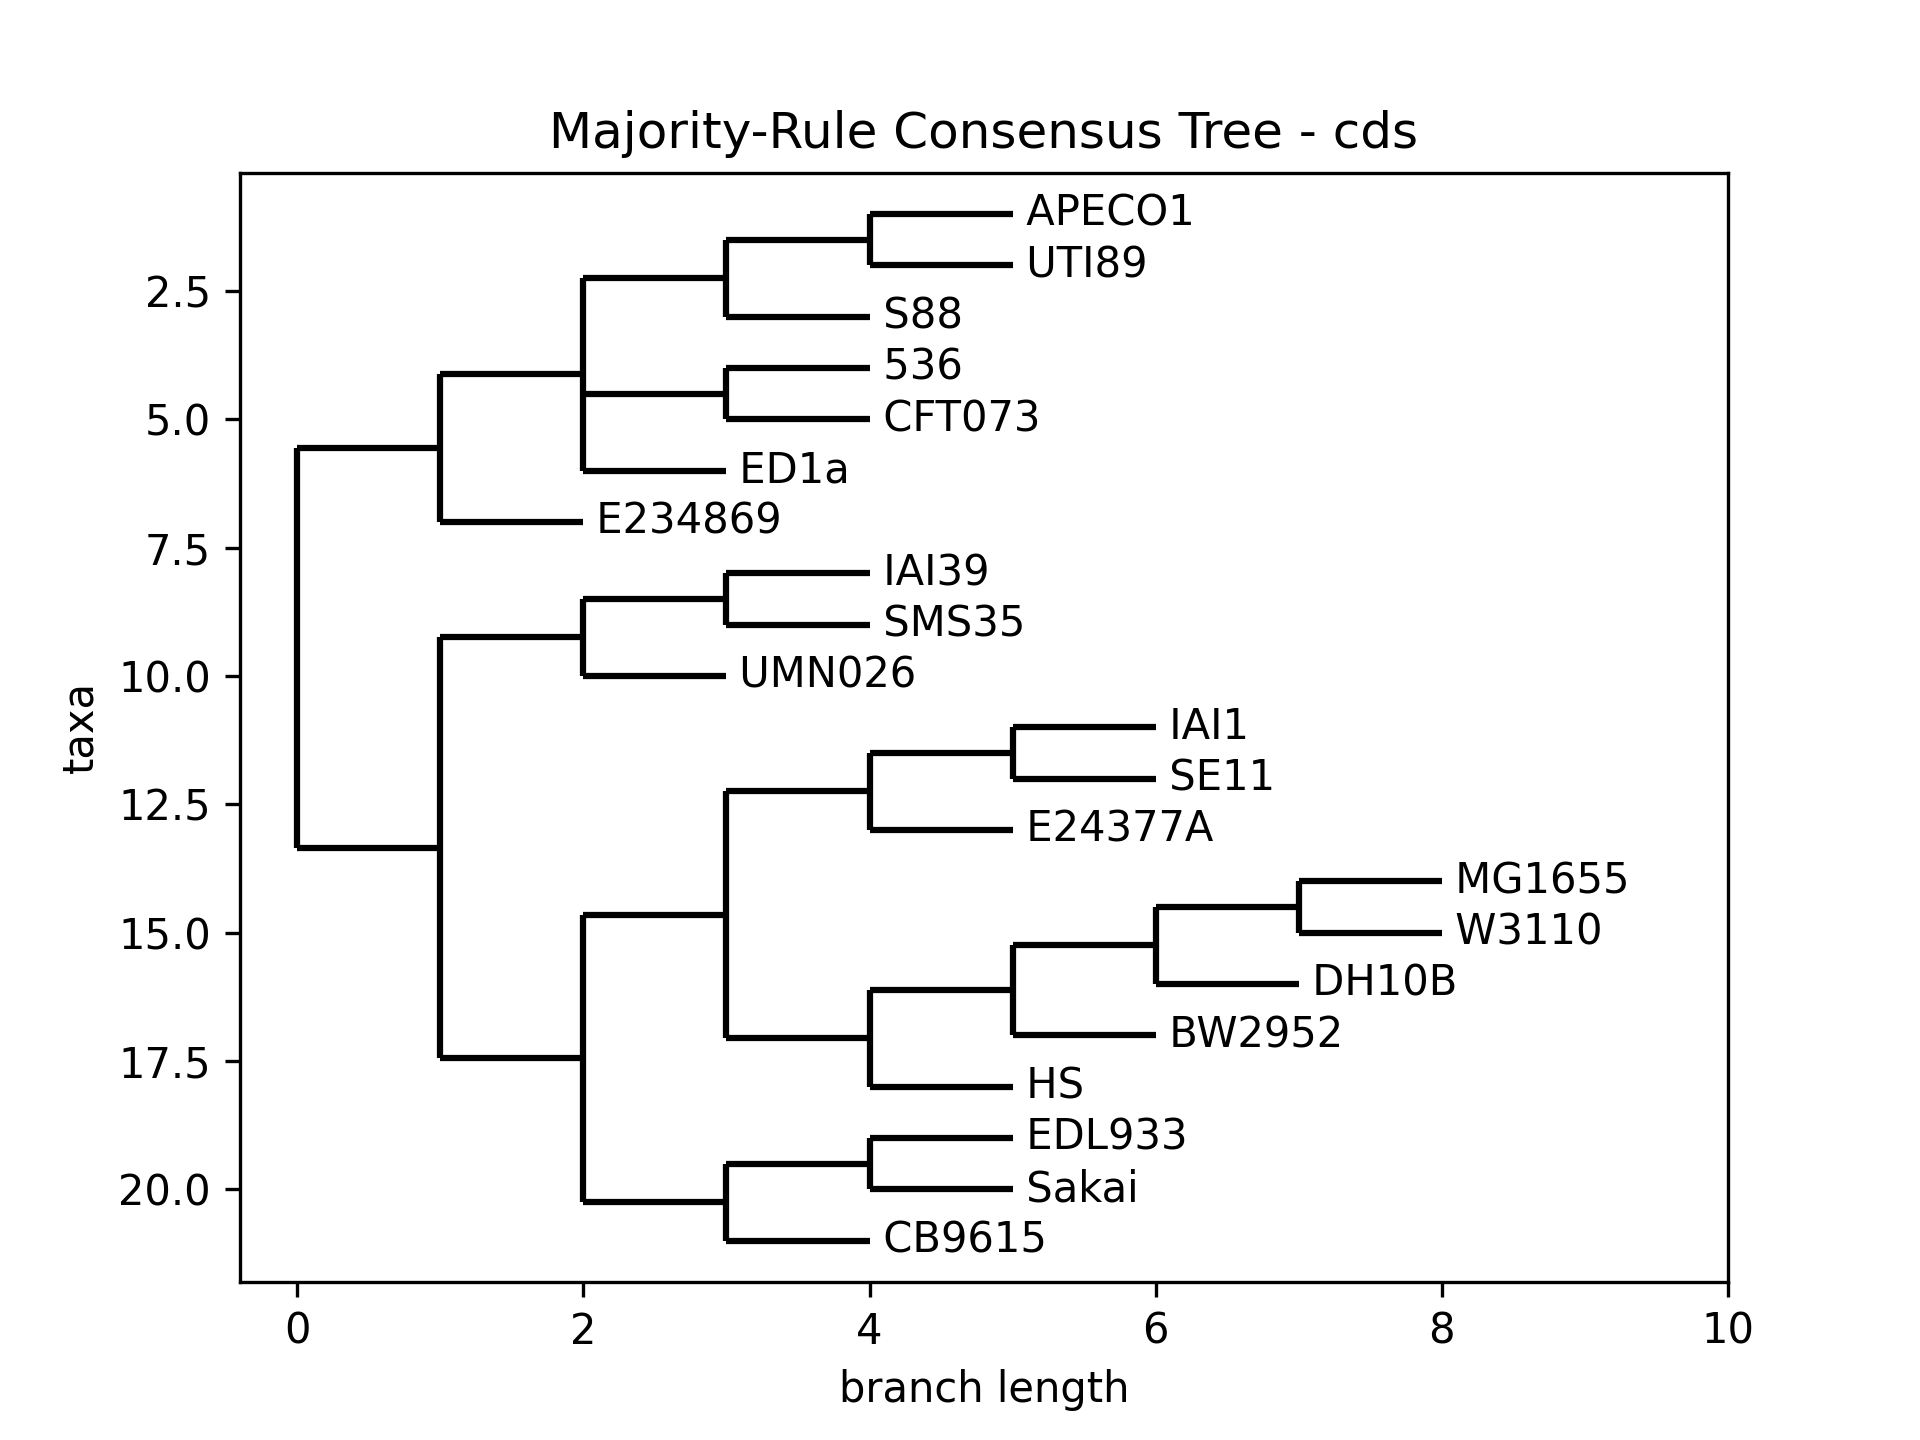 Majority-Rule Consensus Tree - cds
APECO1
UTI89
2.5
S88
536
5.0
CFT073
ED1a
E234869
7.5
IAI39
SMS35
10.0
UMN026
taxa
IAI1
SE11
12.5
E24377A
MG1655
15.0
W3110
DH10B
BW2952
17.5
HS
EDL933
20.0
Sakai
CB9615
0 2 4 6 8 10
branch length